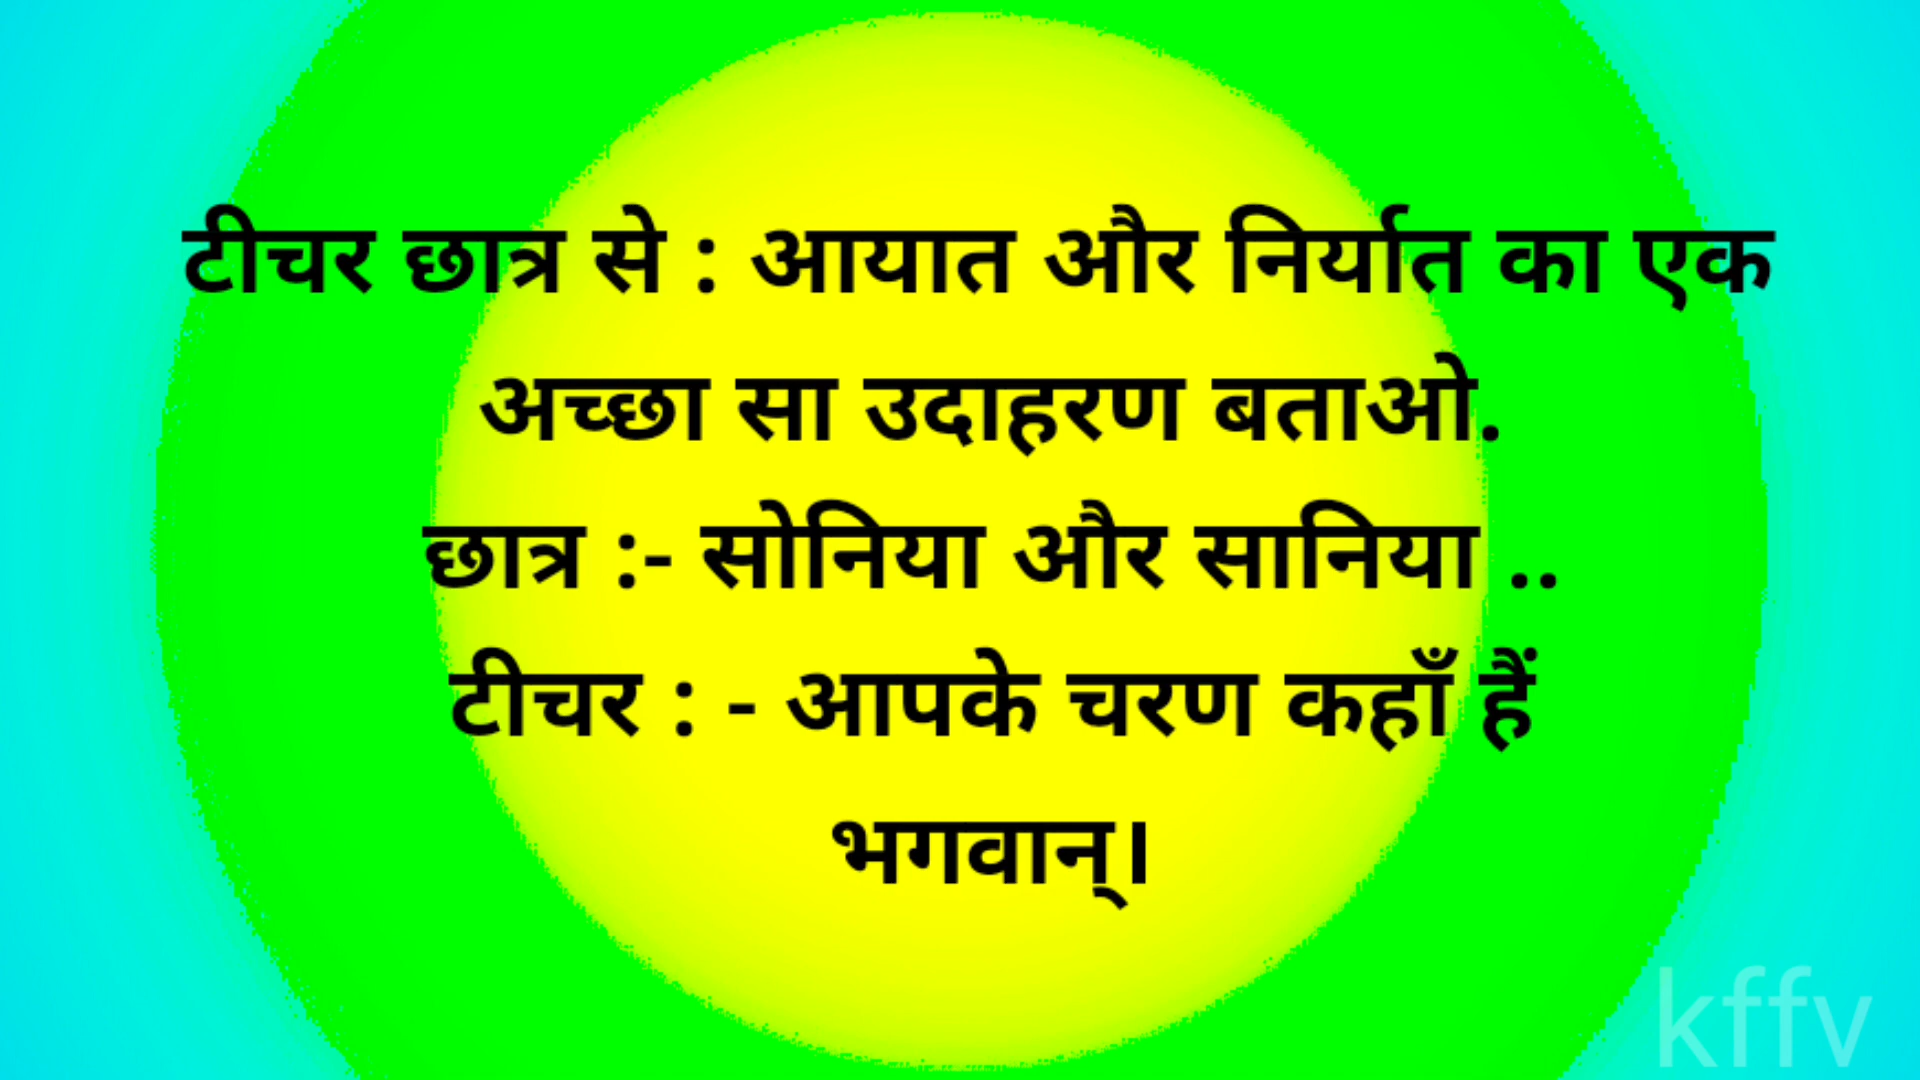 टीचर छात्र से : आयात और निर्यात का एक
अच्छा सा उदाहरण बताओ.
छात्र :- सोनिया और सानिया ..
टीचर : - आपके चरण कहाँ हैं
भगवान्।
kffv